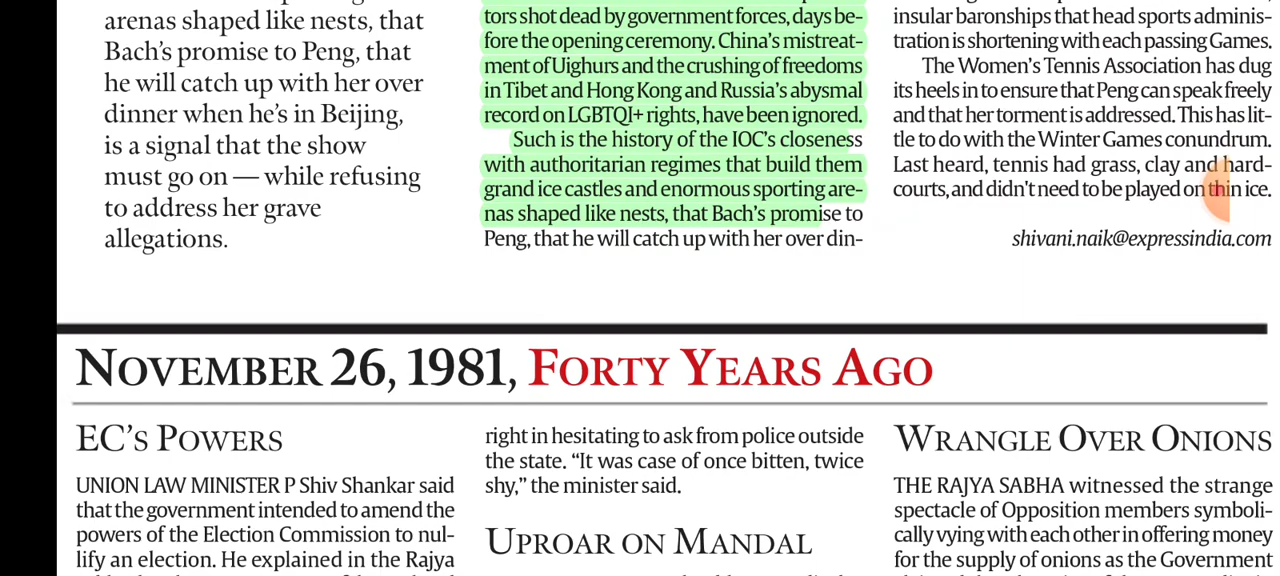 arenas shaped like nests, that
Bach's promise to Peng, that
he will catch up with her over
dinner when he's in Beijing,
is a signal that the show
must go on — while refusing
to address her grave
allegations.
tors shot dead by government forces, days be-
fore the opening ceremony. China's mistreat-
ment of Uighurs and the crushing of freedoms
in Tibet and Hong Kong and Russia's abysmal
record on LGBTQI+ rights, have been ignored.
Such is the history of the IOC's closeness
with authoritarian regimes that build them
grand ice castles and enormous sporting are-
nas shaped like nests, that Bach's promise to
Peng, that he will catch up with her over din-
insular baronships that head sports adminis-
tration is shortening with each passing Games.
The Women's Tennis Association has dug
its heels in to ensure that Peng can speak freely
and that her torment is addressed. This has lit-
tle to do with the Winter Games conundrum.
Last heard, tennis had grass, clay and hard-
courts, and didn't need to be played on thin ice.
shivani.naik@expressindia.com
NOVEMBER 26, 1981, FORTY YEARS AGO
EC'S POWERS
UNION LAW MINISTER P Shiv Shankar said
that the government intended to amend the
powers of the Election Commission to nul-
lify an election. He explained in the Rajya
right in hesitating to ask from police outside
the state. "It was case of once bitten, twice
shy," the minister said.
UPROAR ON MANDAL
WRANGLE OVER ONIONS
THE RAJYA SABHA witnessed the strange
spectacle of Opposition members symboli-
cally vying with each other in offering money
for the supply of onions as the Government